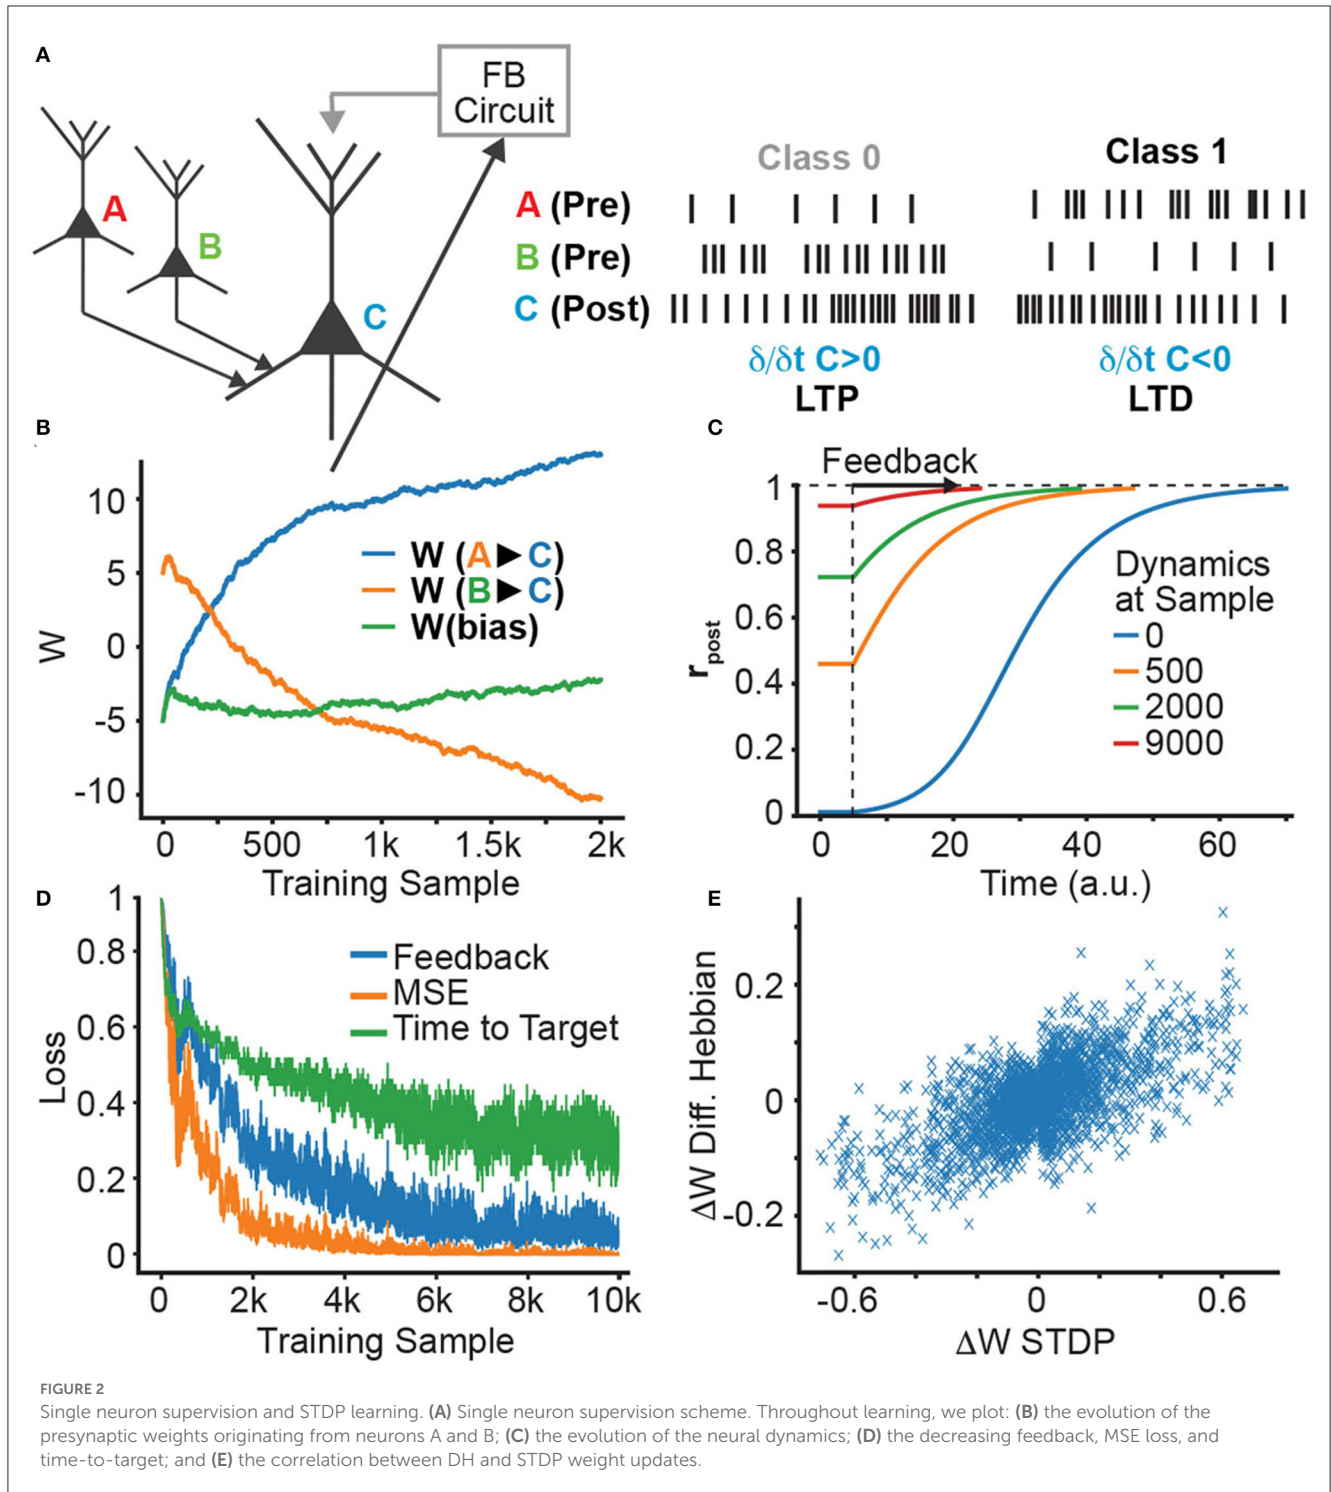 A
FB
Circuit
A
B
C
Class 0
Class 1
A (Pre)
B (Pre)
C (Post)
δ/δt C>0
LTP
δ/δt C<0
LTD
B
10
5
0
-5
-10
W
W (A►C)
W (B►C)
W(bias)
0 500 1k 1.5k 2k
Training Sample
C
Feedback
1
0.8
0.6
0.4
0.2
0
rpost
Dynamics
at Sample
0
500
2000
9000
0 20 40 60
Time (a.u.)
D
1
0.8
0.6
0.4
0.2
0
Loss
Feedback
MSE
Time to Target
0 2k 4k 6k 8k 10k
Training Sample
E
0.2
0
-0.2
ΔW Diff. Hebbian
-0.6 0 0.6
ΔW STDP
FIGURE 2
Single neuron supervision and STDP learning. (A) Single neuron supervision scheme. Throughout learning, we plot: (B) the evolution of the
presynaptic weights originating from neurons A and B; (C) the evolution of the neural dynamics; (D) the decreasing feedback, MSE loss, and
time-to-target; and (E) the correlation between DH and STDP weight updates.